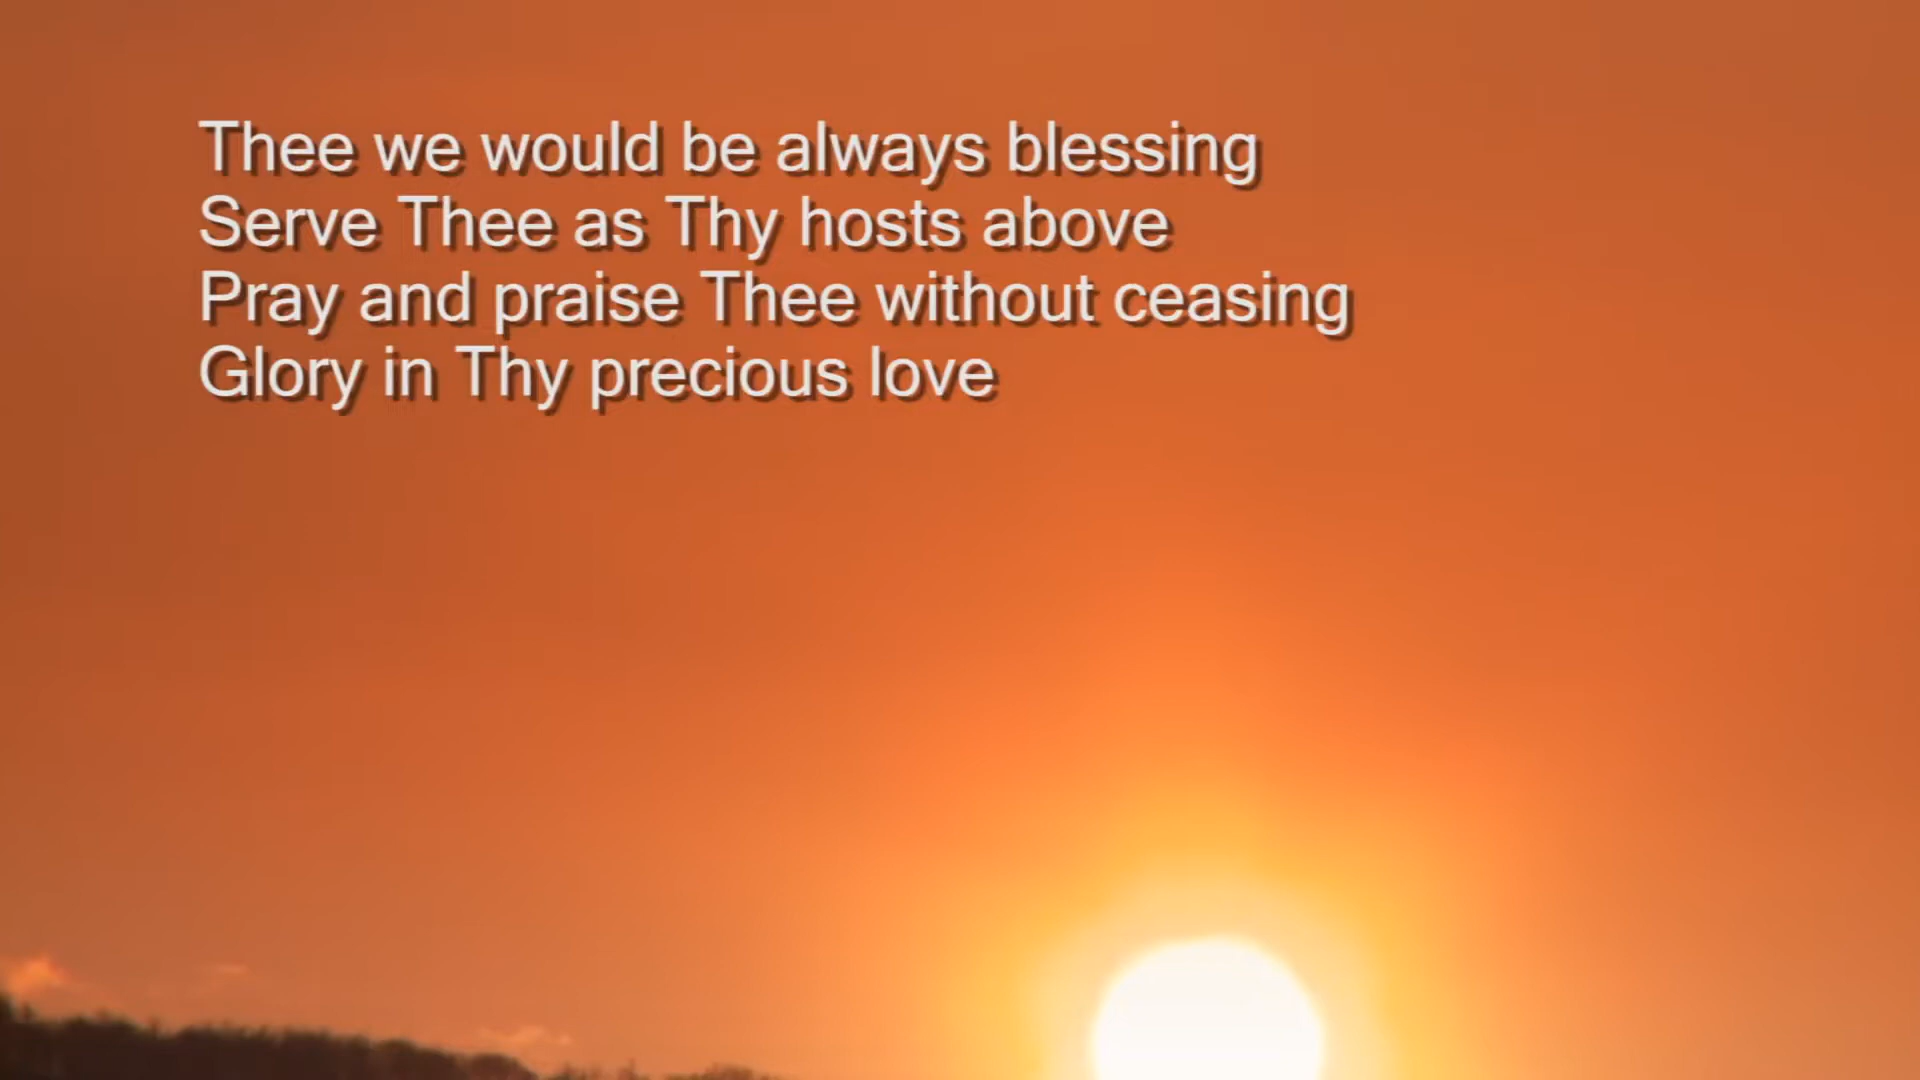 Thee we would be always blessing
Serve Thee as Thy hosts above
Pray and praise Thee without ceasing
Glory in Thy precious love